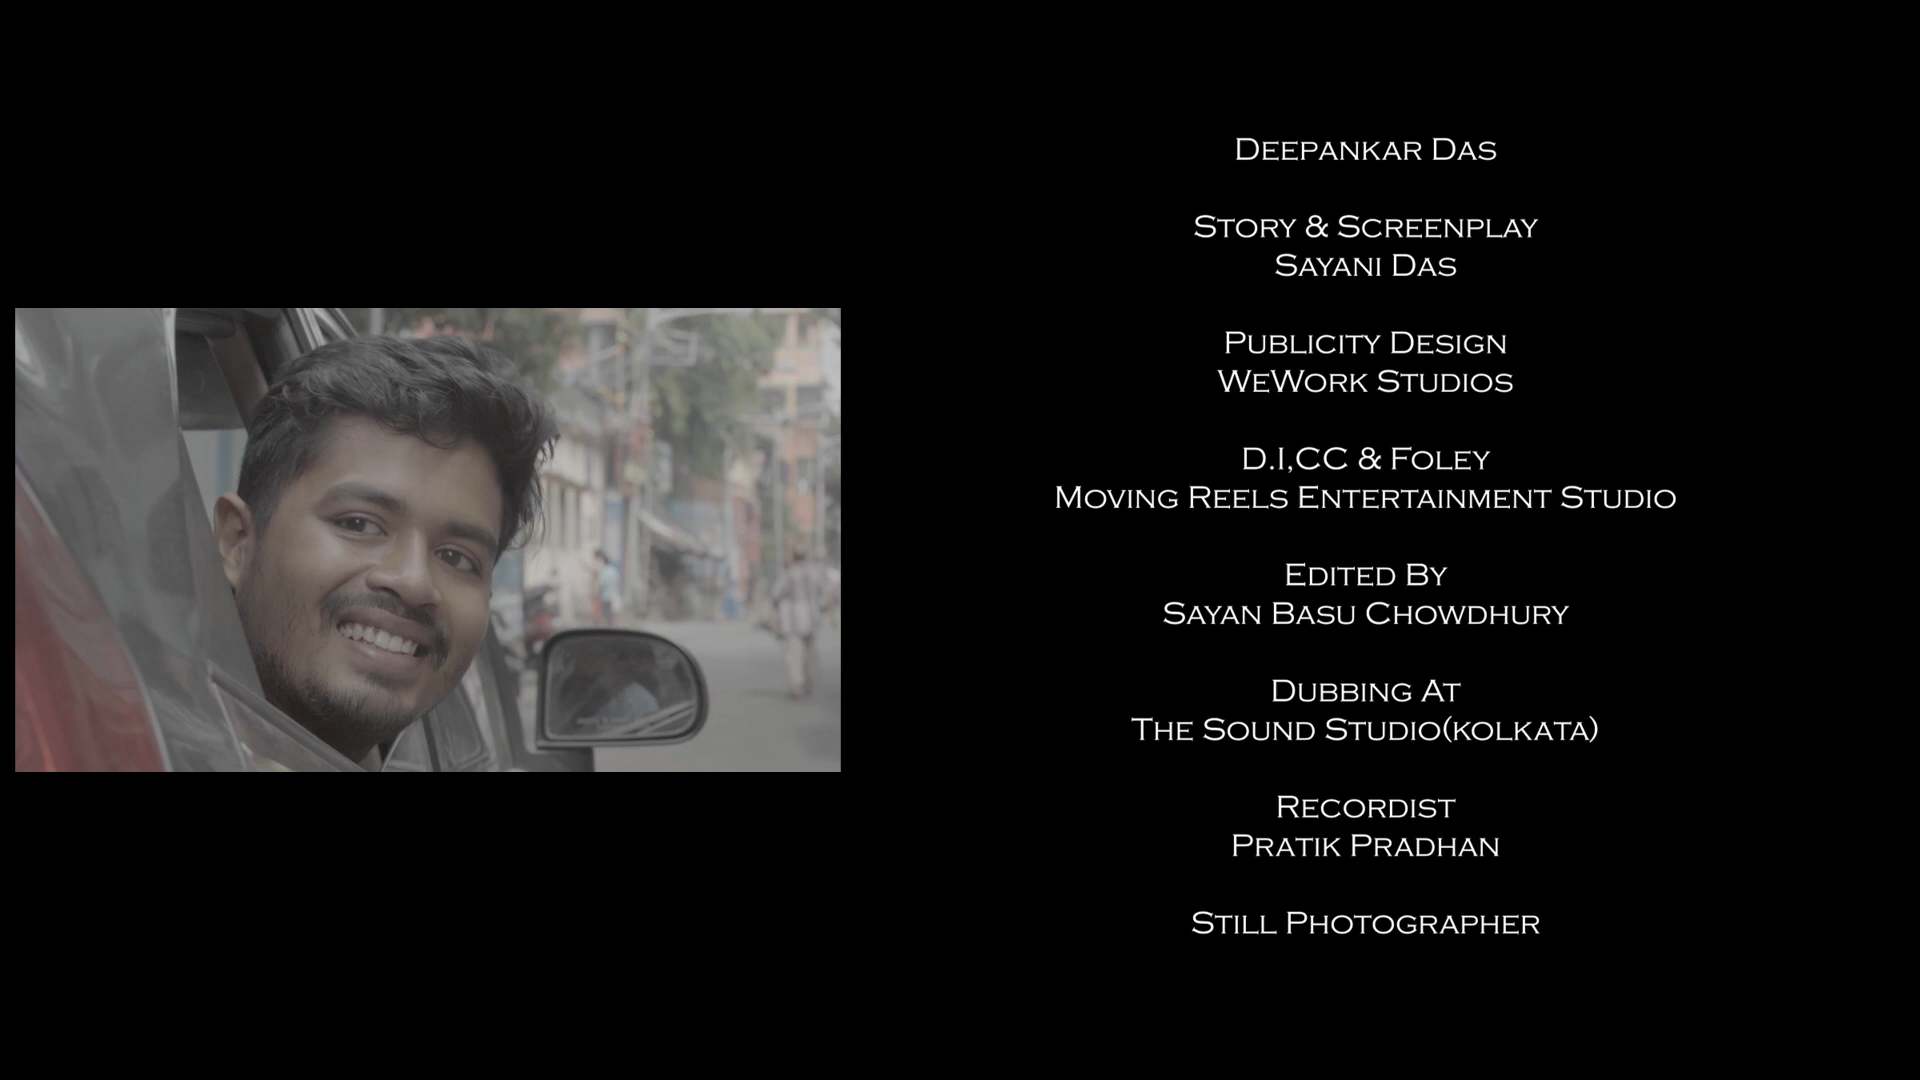 Deepankar Das
Story & Screenplay
Sayani Das
Publicity Design
WeWork Studios
D.I,CC & Foley
Moving Reels Entertainment Studio
Edited By
Sayan Basu Chowdhury
Dubbing At
The Sound Studio(kolkata)
Recordist
Pratik Pradhan
Still Photographer